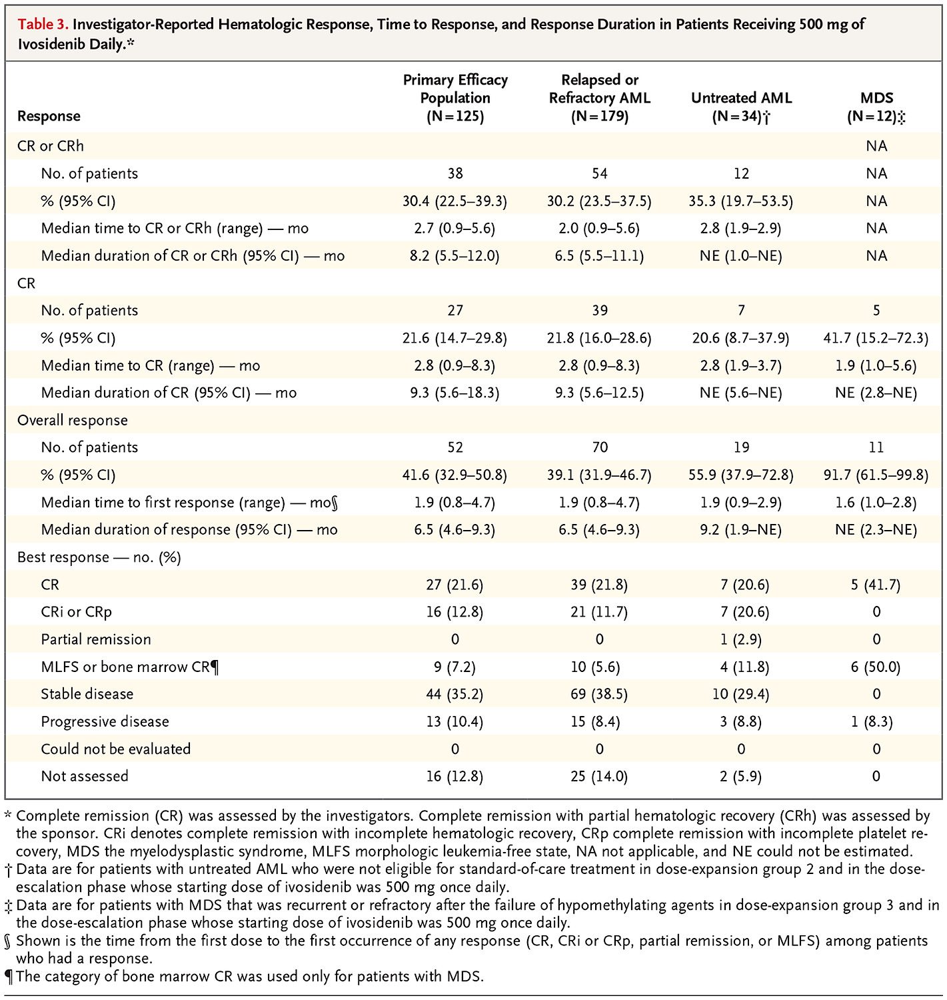 Table 3. Investigator-Reported Hematologic Response, Time to Response, and Response Duration in Patients Receiving 500 mg of
Ivosidenib Daily.*
Response Primary Efficacy Population (N=125) Relapsed or Refractory AML (N=179) Untreated AML (N=34)† MDS (N=12)‡
CR or CRh NA
No. of patients 38 54 12 NA
% (95% CI) 30.4 (22.5–39.3) 30.2 (23.5–37.5) 35.3 (19.7–53.5) NA
Median time to CR or CRh (range) — mo 2.7 (0.9–5.6) 2.0 (0.9–5.6) 2.8 (1.9–2.9) NA
Median duration of CR or CRh (95% CI) — mo 8.2 (5.5–12.0) 6.5 (5.5–11.1) NE (1.0–NE) NA
CR
No. of patients 27 39 7 5
% (95% CI) 21.6 (14.7–29.8) 21.8 (16.0–28.6) 20.6 (8.7–37.9) 41.7 (15.2–72.3)
Median time to CR (range) — mo 2.8 (0.9–8.3) 2.8 (0.9–8.3) 2.8 (1.9–3.7) 1.9 (1.0–5.6)
Median duration of CR (95% CI) — mo 9.3 (5.6–18.3) 9.3 (5.6–12.5) NE (5.6–NE) NE (2.8–NE)
Overall response
No. of patients 52 70 19 11
% (95% CI) 41.6 (32.9–50.8) 39.1 (31.9–46.7) 55.9 (37.9–72.8) 91.7 (61.5–99.8)
Median time to first response (range) — mo§ 1.9 (0.8–4.7) 1.9 (0.8–4.7) 1.9 (0.9–2.9) 1.6 (1.0–2.8)
Median duration of response (95% CI) — mo 6.5 (4.6–9.3) 6.5 (4.6–9.3) 9.2 (1.9–NE) NE (2.3–NE)
Best response — no. (%)
CR 27 (21.6) 39 (21.8) 7 (20.6) 5 (41.7)
CRi or CRp 16 (12.8) 21 (11.7) 7 (20.6) 0
Partial remission 0 0 1 (2.9) 0
MLFS or bone marrow CR¶ 9 (7.2) 10 (5.6) 4 (11.8) 6 (50.0)
Stable disease 44 (35.2) 69 (38.5) 10 (29.4) 0
Progressive disease 13 (10.4) 15 (8.4) 3 (8.8) 1 (8.3)
Could not be evaluated 0 0 0 0
Not assessed 16 (12.8) 25 (14.0) 2 (5.9) 0
* Complete remission (CR) was assessed by the investigators. Complete remission with partial hematologic recovery (CRh) was assessed by
the sponsor. CRi denotes complete remission with incomplete hematologic recovery, CRp complete remission with incomplete platelet re-
covery, MDS the myelodysplastic syndrome, MLFS morphologic leukemia-free state, NA not applicable, and NE could not be estimated.
† Data are for patients with untreated AML who were not eligible for standard-of-care treatment in dose-expansion group 2 and in the dose-
escalation phase whose starting dose of ivosidenib was 500 mg once daily.
‡ Data are for patients with MDS that was recurrent or refractory after the failure of hypomethylating agents in dose-expansion group 3 and in
the dose-escalation phase whose starting dose of ivosidenib was 500 mg once daily.
§ Shown is the time from the first dose to the first occurrence of any response (CR, CRi or CRp, partial remission, or MLFS) among patients
who had a response.
¶ The category of bone marrow CR was used only for patients with MDS.